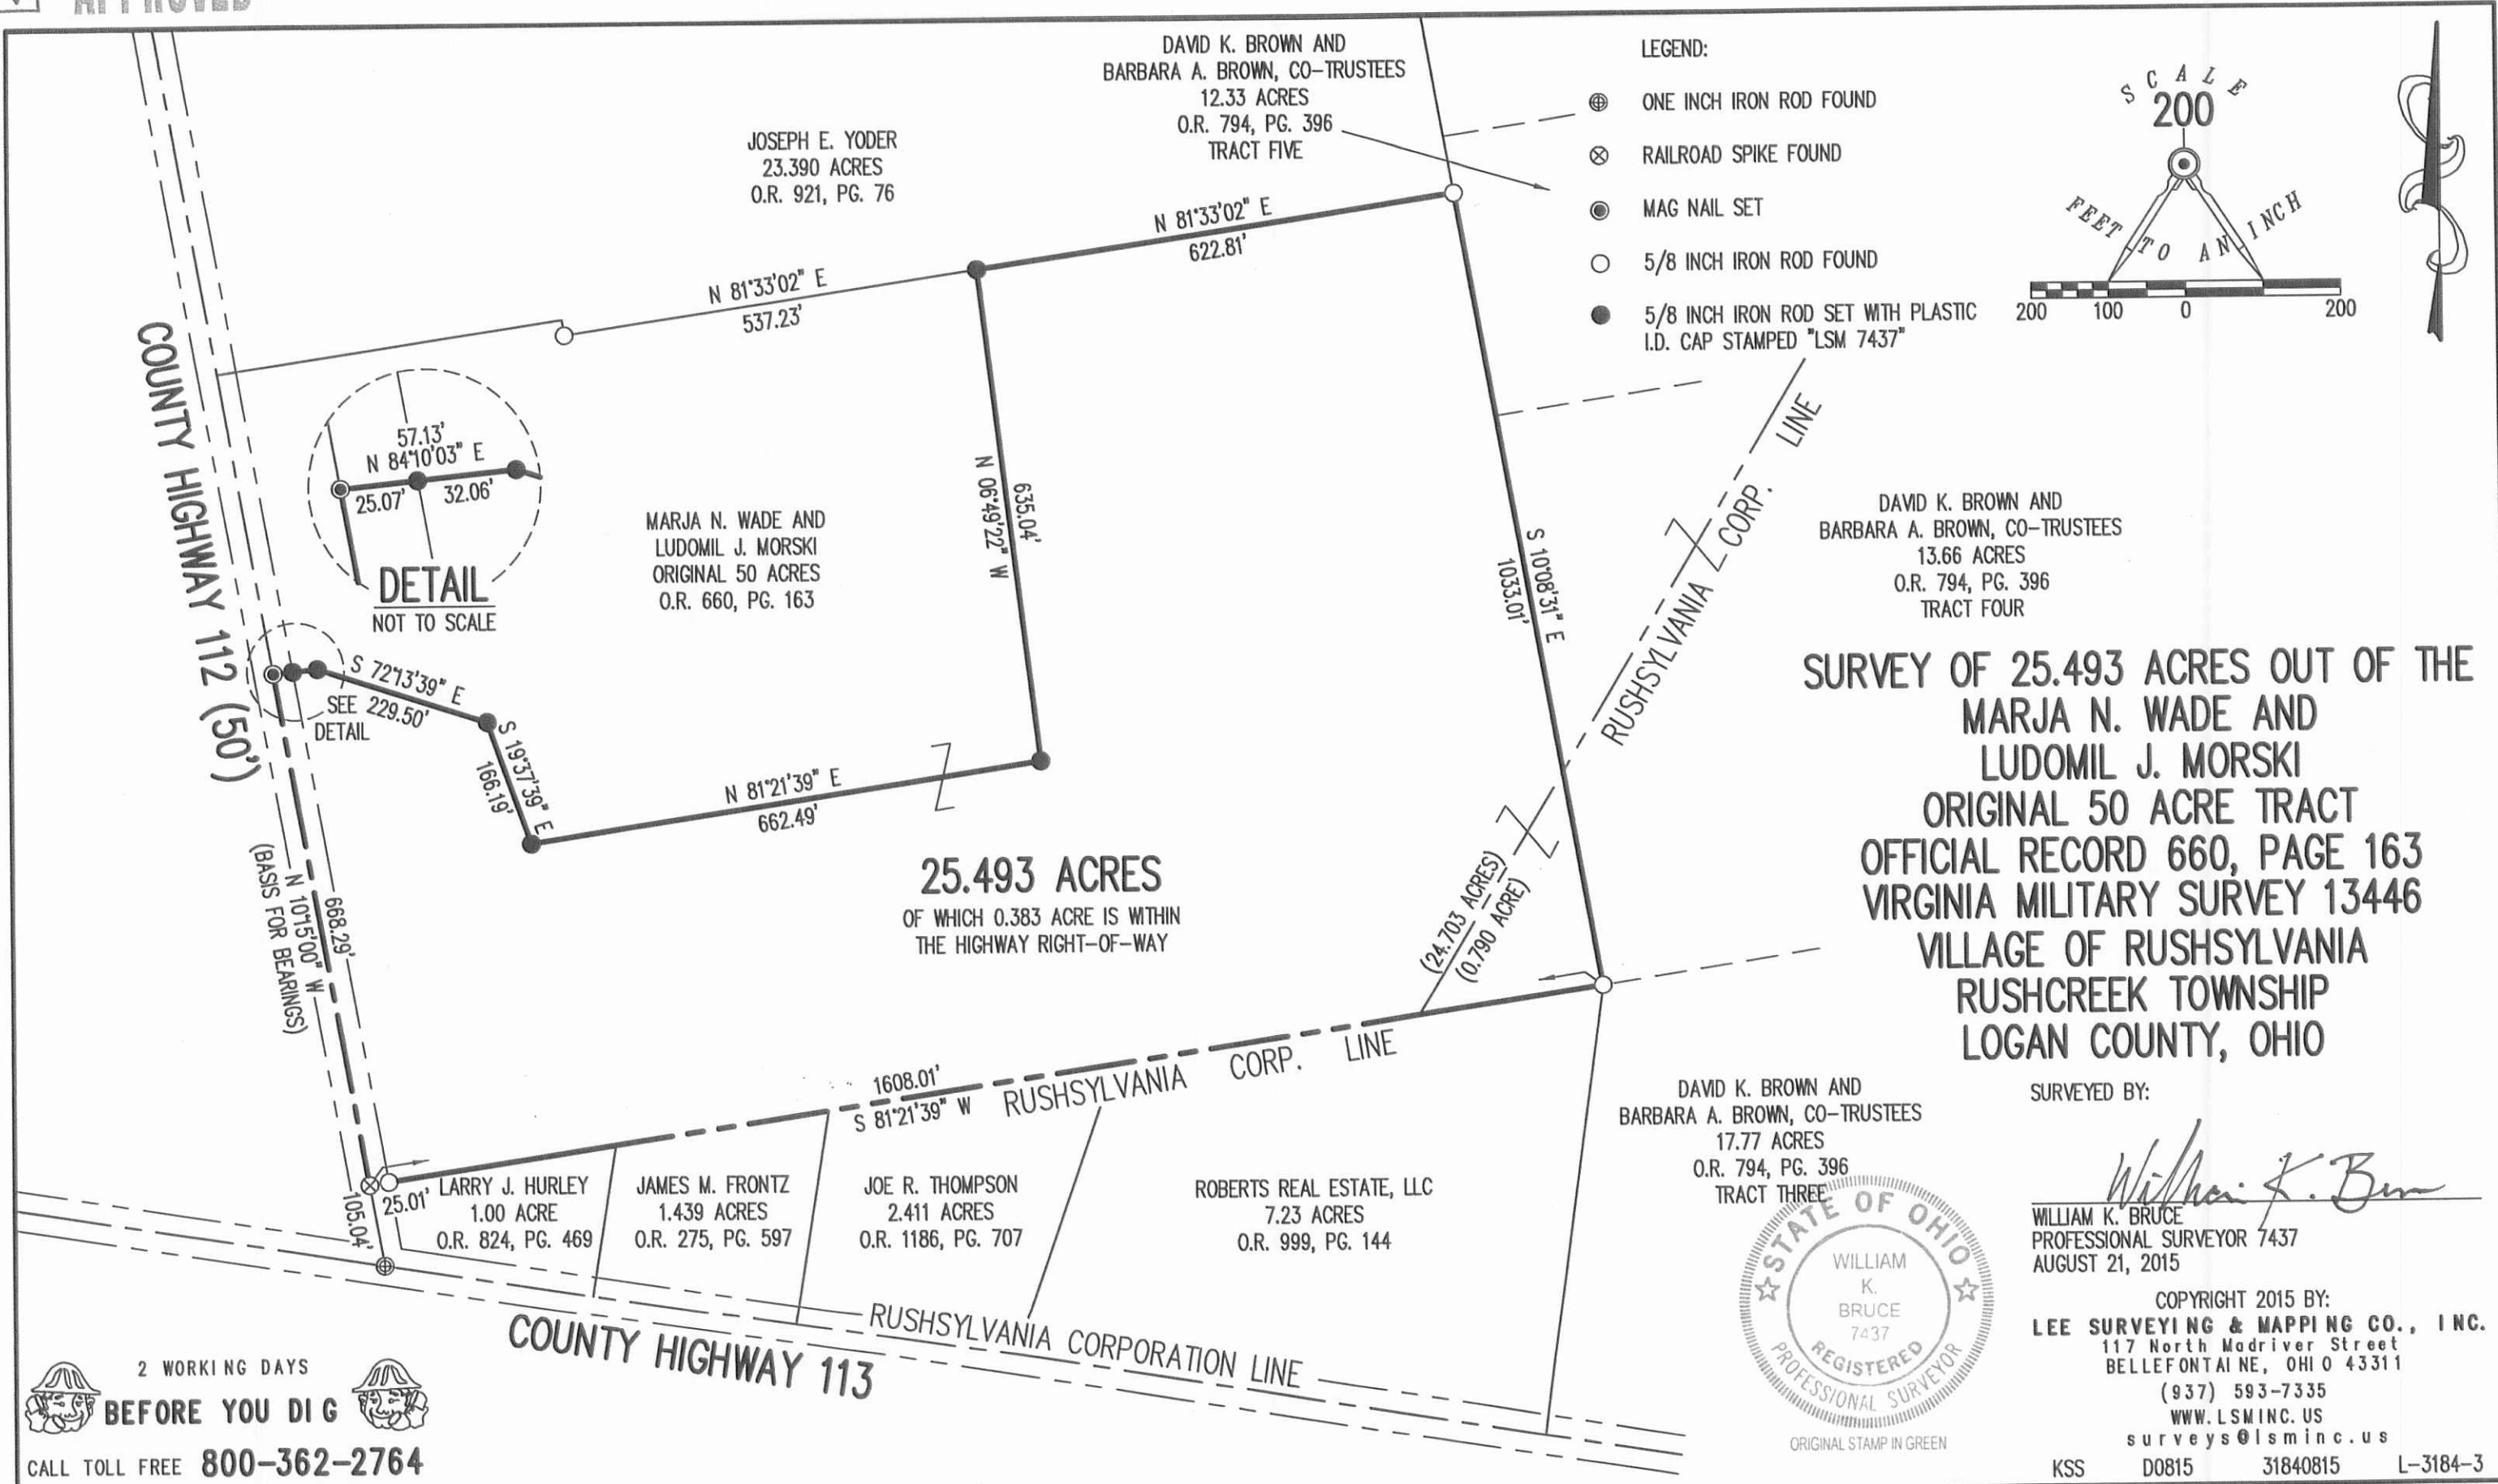 APPROVED
DAVID K. BROWN AND
BARBARA A. BROWN, CO-TRUSTEES
12.33 ACRES
O.R. 794, PG. 396
TRACT FIVE
JOSEPH E. YODER
23.390 ACRES
O.R. 921, PG. 76
LEGEND:
ONE INCH IRON ROD FOUND
RAILROAD SPIKE FOUND
MAG NAIL SET
5/8 INCH IRON ROD FOUND
5/8 INCH IRON ROD SET WITH PLASTIC
I.D. CAP STAMPED "LSM 7437"
SCALE
200
FEET TO AN INCH
200 100 0 200
N 81°33'02" E
622.81'
N 81°33'02" E
537.23'
COUNTY HIGHWAY 112 (50')
57.13'
N 84°10'03" E
25.07' 32.06'
DETAIL
NOT TO SCALE
MARJA N. WADE AND
LUDOMIL J. MORSKI
ORIGINAL 50 ACRES
O.R. 660, PG. 163
N 06°49'22" W
635.04'
S 10°08'31" E
1033.01'
RUSHSYLVANIA CORP. LINE
DAVID K. BROWN AND
BARBARA A. BROWN, CO-TRUSTEES
13.66 ACRES
O.R. 794, PG. 396
TRACT FOUR
S 72°13'39" E
229.50'
SEE
DETAIL
S 19°37'39" E
166.19'
N 81°21'39" E
662.49'
25.493 ACRES
OF WHICH 0.383 ACRE IS WITHIN
THE HIGHWAY RIGHT-OF-WAY
(24.703 ACRES)
(0.790 ACRE)
668.29'
N 10°15'00" W
(BASIS FOR BEARINGS)
SURVEY OF 25.493 ACRES OUT OF THE
MARJA N. WADE AND
LUDOMIL J. MORSKI
ORIGINAL 50 ACRE TRACT
OFFICIAL RECORD 660, PAGE 163
VIRGINIA MILITARY SURVEY 13446
VILLAGE OF RUSHSYLVANIA
RUSHCREEK TOWNSHIP
LOGAN COUNTY, OHIO
1608.01'
S 81°21'39" W
RUSHSYLVANIA CORP. LINE
105.04'
25.01'
LARRY J. HURLEY
1.00 ACRE
O.R. 824, PG. 469
JAMES M. FRONTZ
1.439 ACRES
O.R. 275, PG. 597
JOE R. THOMPSON
2.411 ACRES
O.R. 1186, PG. 707
ROBERTS REAL ESTATE, LLC
7.23 ACRES
O.R. 999, PG. 144
DAVID K. BROWN AND
BARBARA A. BROWN, CO-TRUSTEES
17.77 ACRES
O.R. 794, PG. 396
TRACT THREE
RUSHSYLVANIA CORPORATION LINE
COUNTY HIGHWAY 113
SURVEYED BY:
William K. Bruce
WILLIAM K. BRUCE
PROFESSIONAL SURVEYOR 7437
AUGUST 21, 2015
STATE OF OHIO
WILLIAM
K.
BRUCE
7437
REGISTERED
PROFESSIONAL SURVEYOR
ORIGINAL STAMP IN GREEN
COPYRIGHT 2015 BY:
LEE SURVEYING & MAPPING CO., INC.
117 North Madriver Street
BELLEFONTAINE, OHIO 43311
(937) 593-7335
WWW.LSMINC.US
surveys@lsminc.us
KSS D0815 31840815 L-3184-3
2 WORKING DAYS
BEFORE YOU DIG
CALL TOLL FREE 800-362-2764